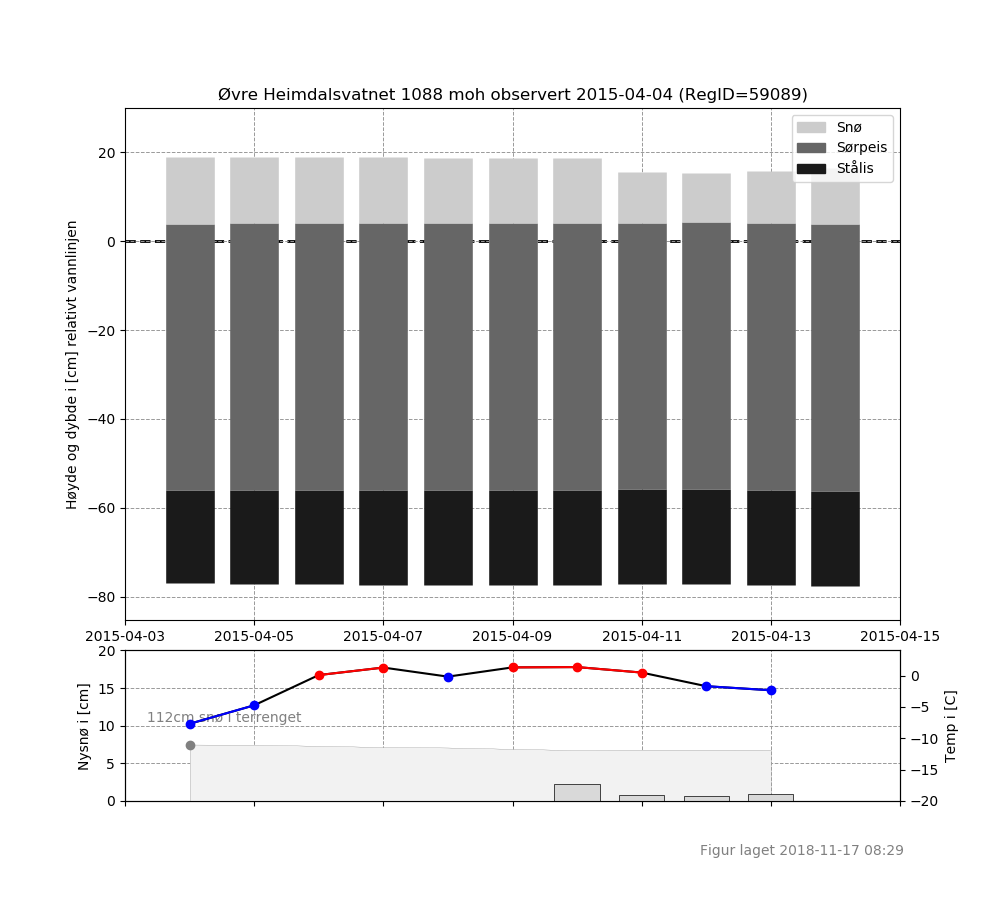 Øvre Heimdalsvatnet 1088 moh observert 2015-04-04 (RegID=59089)
Snø
Sørpeis
Stålis
Høyde og dybde i [cm] relativt vannlinjen
20
0
−20
−40
−60
−80
2015-04-03 2015-04-05 2015-04-07 2015-04-09 2015-04-11 2015-04-13 2015-04-15
Nysnø i [cm]
20
15
10
5
0
112cm snø i terrenget
0
−5
−10
−15
−20
Temp i [C]
Figur laget 2018-11-17 08:29